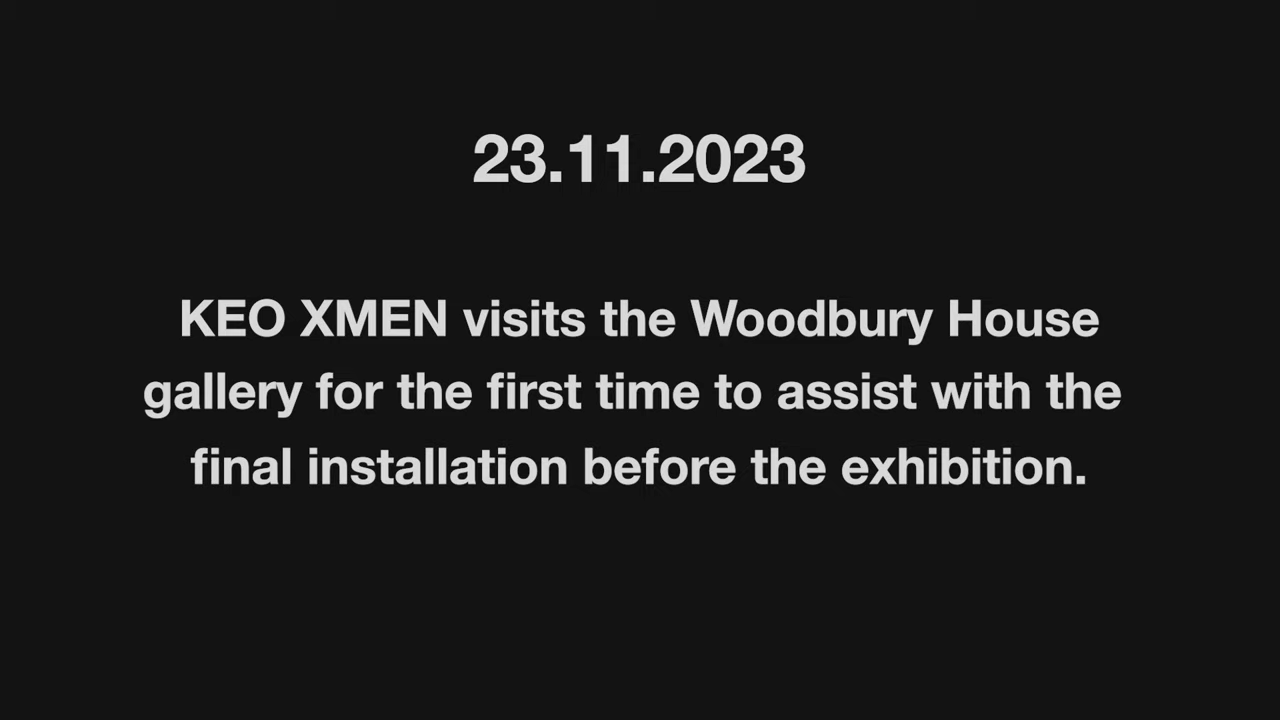 23.11.2023
KEO XMEN visits the Woodbury House
gallery for the first time to assist with the
final installation before the exhibition.